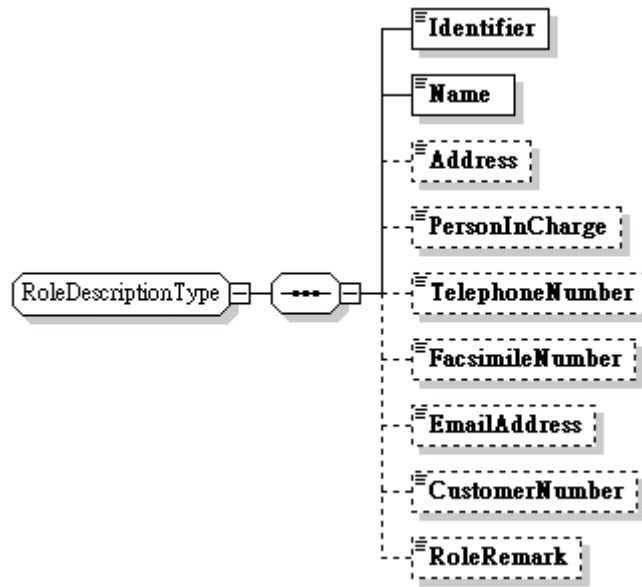 Identifier
Name
Address
PersonInCharge
RoleDescriptionType
TelephoneNumber
FacsimileNumber
EmailAddress
CustomerNumber
RoleRemark